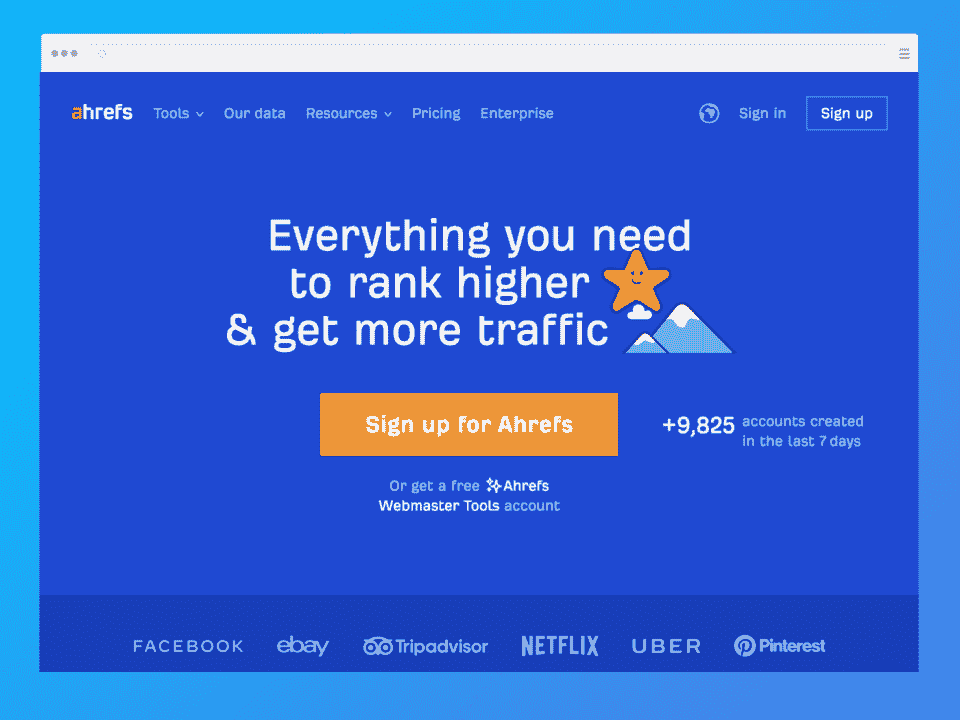 ahrefs Tools Our data Resources Pricing Enterprise Sign in Sign up
Everything you need
to rank higher
& get more traffic
Sign up for Ahrefs
+9,825 accounts created
in the last 7 days
Or get a free Ahrefs
Webmaster Tools account
FACEBOOK ebay Tripadvisor NETFLIX UBER Pinterest